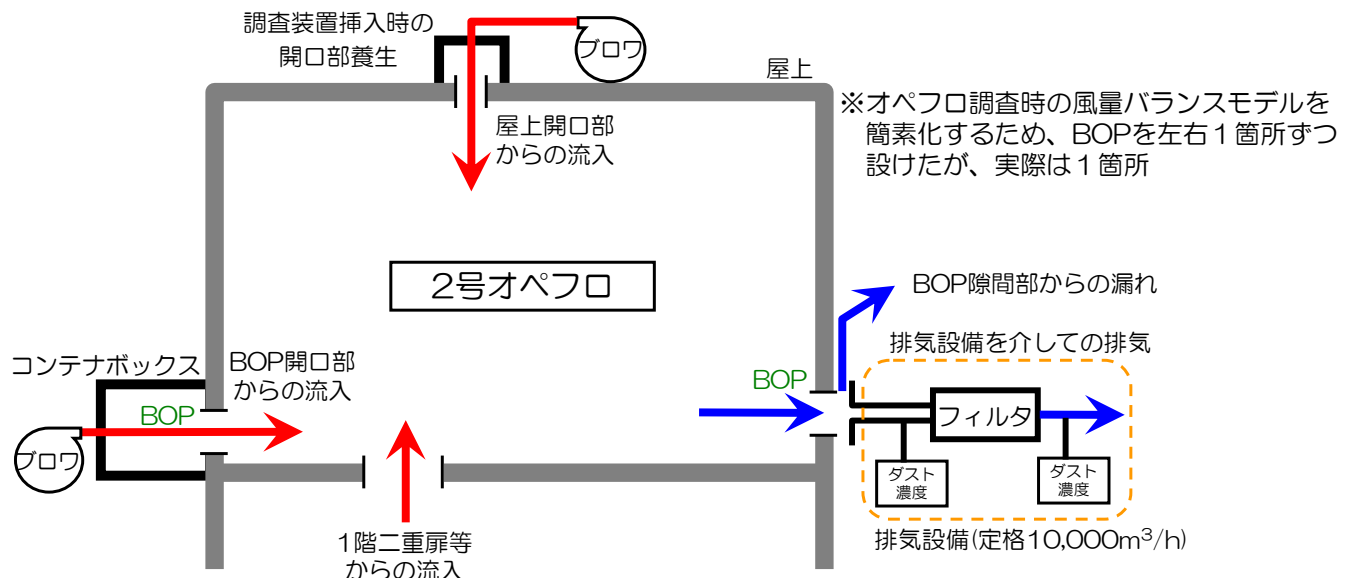 調査装置挿入時の
開口部養生
ブロワ
屋上
※オペフロ調査時の風量バランスモデルを
簡素化するため、BOPを左右１箇所ずつ
設けたが、実際は１箇所
屋上開口部
からの流入
2号オペフロ
BOP隙間部からの漏れ
排気設備を介しての排気
コンテナボックス
BOP開口部
からの流入
BOP
BOP
フィルタ
ブロワ
ダスト
濃度
ダスト
濃度
1階二重扉等
からの流入
排気設備(定格10,000m³/h)